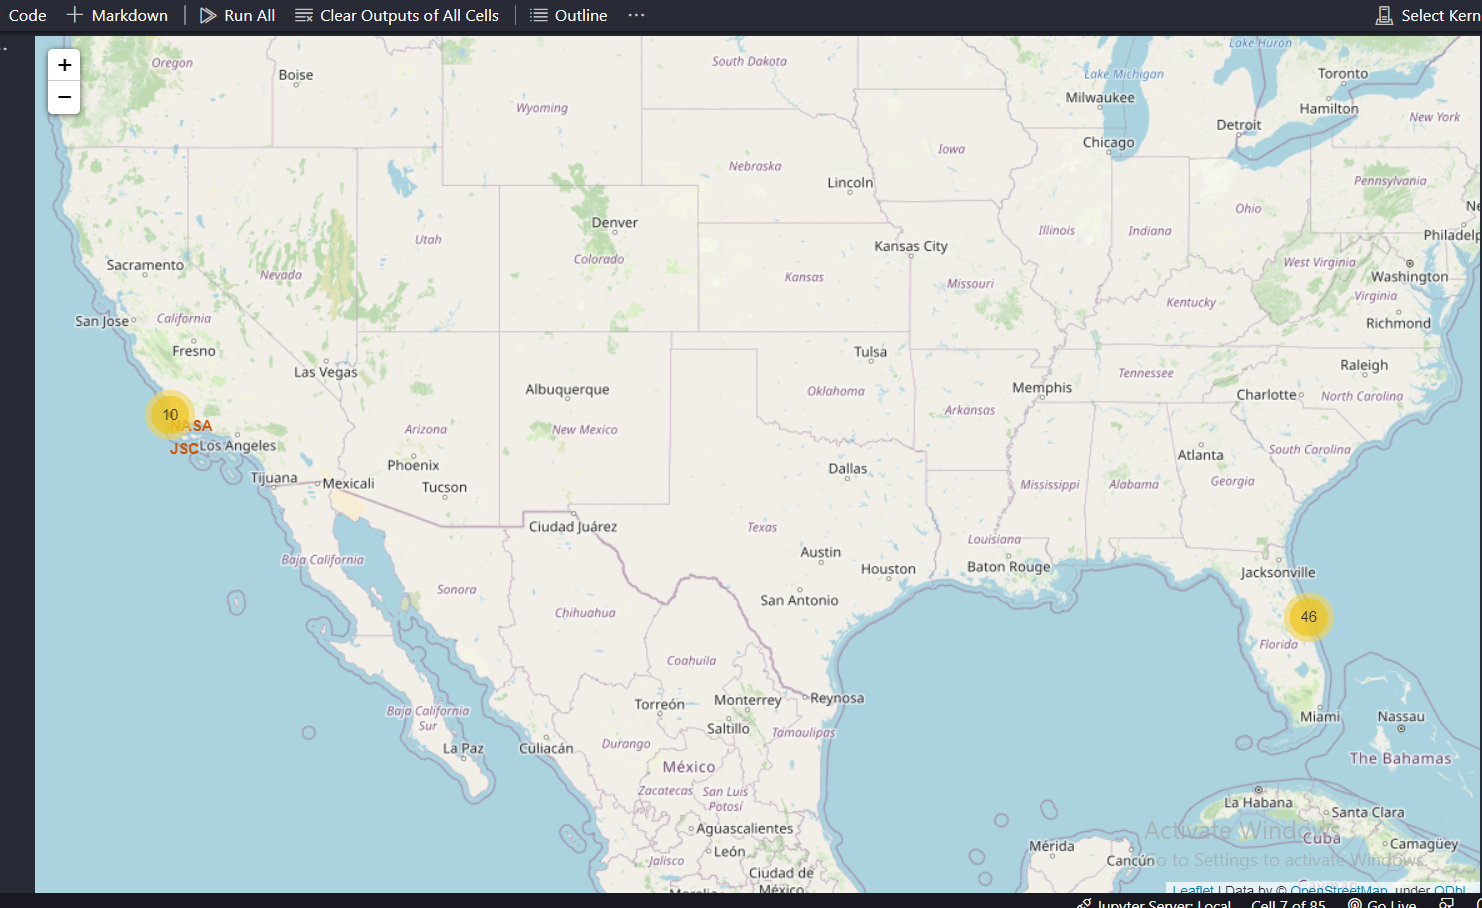 Code + Markdown Run All Clear Outputs of All Cells Outline ... Select Kern
+
−
Oregon
Boise
South Dakota
Lake Huron
Lake Michigan
Toronto
Wyoming
Milwaukee
Hamilton
New York
Detroit
Chicago
Iowa
Nebraska
Lincoln
Pennsylvania
Ohio
Ne
Denver
Utah
Illinois
Indiana
Philadelp
Kansas City
Sacramento
Nevada
Colorado
Kansas
Missouri
West Virginia
Washington
Kentucky
Virginia
San Jose
California
Richmond
Fresno
Las Vegas
Tulsa
Raleigh
Tennessee
Albuquerque
Oklahoma
Memphis
Charlotte
North Carolina
10
NASA
JSC
Los Angeles
Arizona
New Mexico
Arkansas
Phoenix
Dallas
Atlanta
South Carolina
Tijuana
Mexicali
Tucson
Mississippi
Alabama
Georgia
Ciudad Juárez
Texas
Louisiana
Baja California
Austin
Houston
Baton Rouge
Jacksonville
Sonora
San Antonio
Chihuahua
46
Florida
Coahuila
Torreón
Monterrey
Reynosa
Baja California
Sur
Saltillo
Tamaulipas
Miami
Nassau
La Paz
Culiacán
Durango
México
The Bahamas
Zacatecas
San Luis
Potosí
La Habana
Santa Clara
Aguascalientes
Activate Windows
Cuba
Camagüey
León
Jalisco
Mérida
Cancún
Go to Settings to activate Windows.
Ciudad de
México
Morelia
Leaflet | Data by © OpenStreetMap, under ODbL
Jupyter Server: Local Cell 7 of 85 Go Live